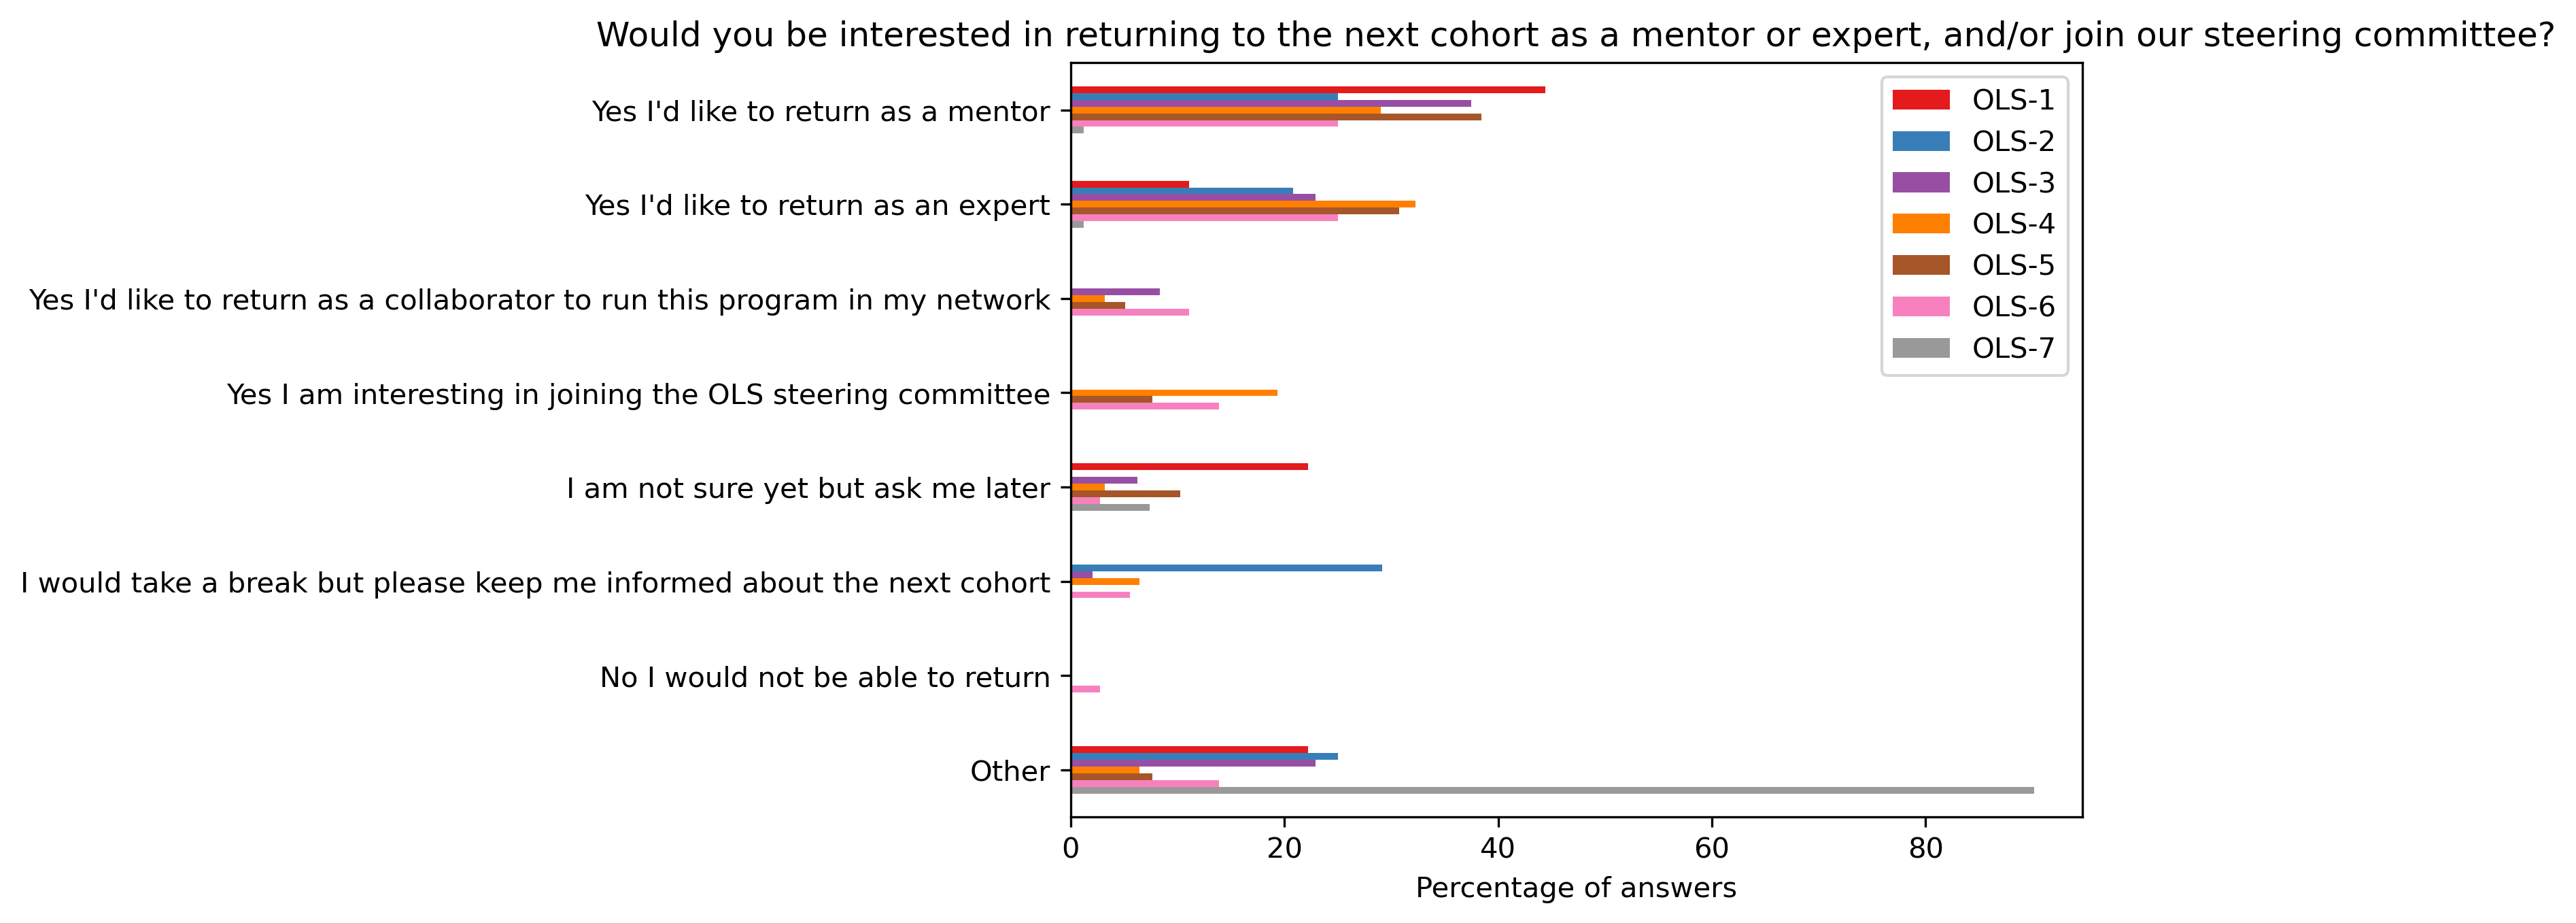 Would you be interested in returning to the next cohort as a mentor or expert, and/or join our steering committee?
Yes I'd like to return as a mentor
Yes I'd like to return as an expert
Yes I'd like to return as a collaborator to run this program in my network
Yes I am interesting in joining the OLS steering committee
I am not sure yet but ask me later
I would take a break but please keep me informed about the next cohort
No I would not be able to return
Other
OLS-1
OLS-2
OLS-3
OLS-4
OLS-5
OLS-6
OLS-7
0 20 40 60 80
Percentage of answers